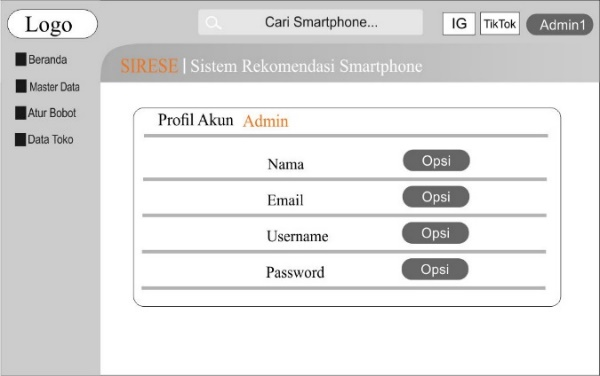 Logo
Cari Smartphone...
IG
TikTok
Admin1
Beranda
Master Data
Atur Bobot
Data Toko
SIRESE | Sistem Rekomendasi Smartphone
Profil Akun Admin
Nama Opsi
Email Opsi
Username Opsi
Password Opsi